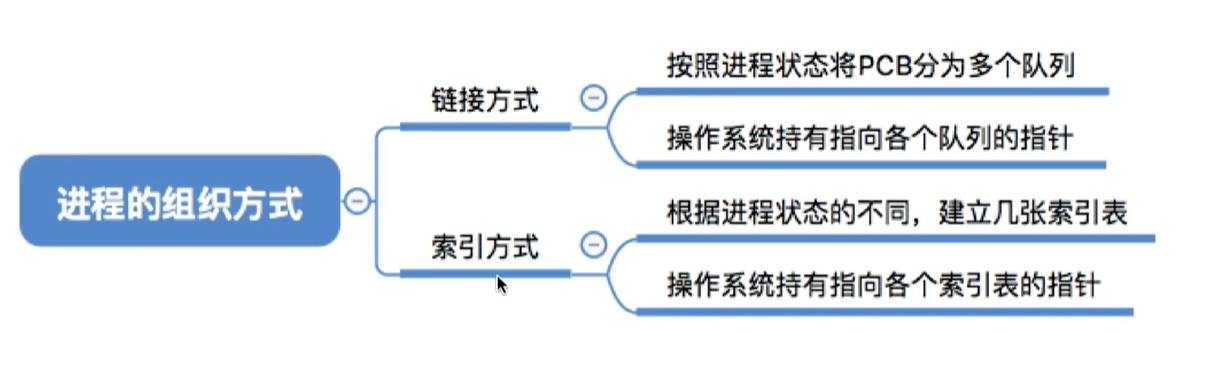 进程的组织方式
链接方式
按照进程状态将PCB分为多个队列
操作系统持有指向各个队列的指针
索引方式
根据进程状态的不同，建立几张索引表
操作系统持有指向各个索引表的指针